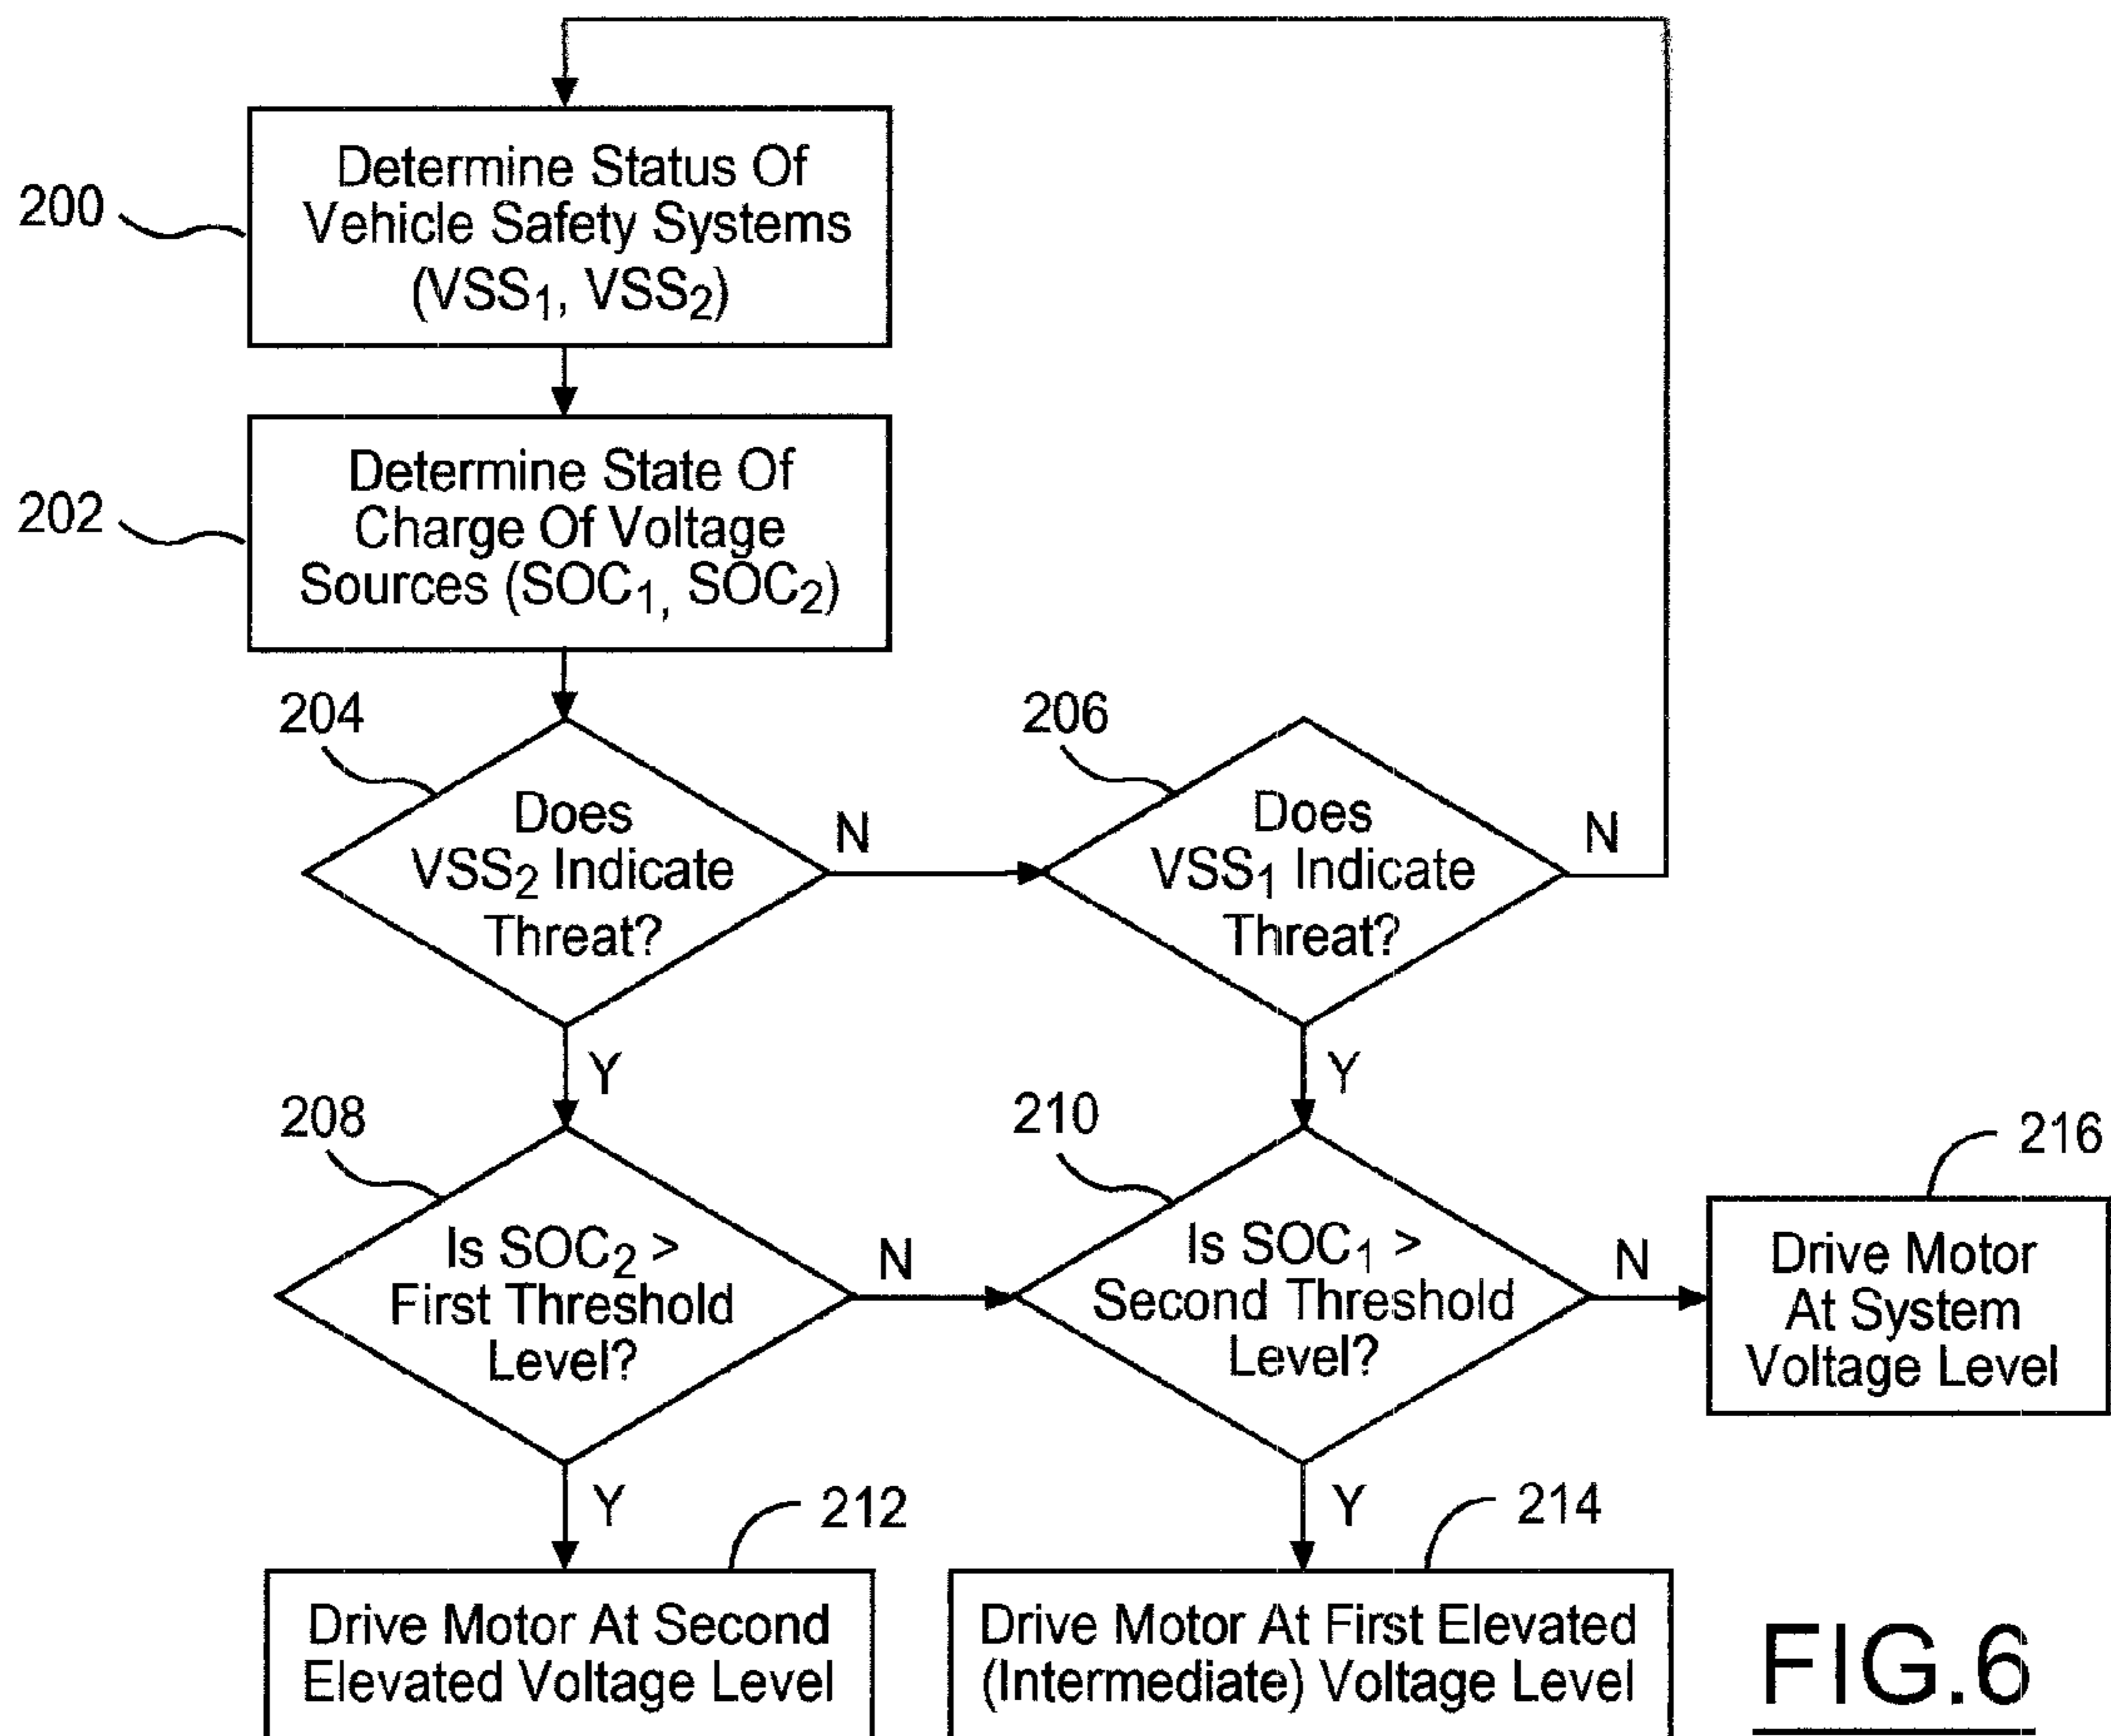 200
Determine Status Of
Vehicle Safety Systems
(VSS₁, VSS₂)
202
Determine State Of
Charge Of Voltage
Sources (SOC₁, SOC₂)
204
Does
VSS₂ Indicate
Threat?
N
Y
206
Does
VSS₁ Indicate
Threat?
N
Y
208
Is SOC₂ >
First Threshold
Level?
N
Y
210
Is SOC₁ >
Second Threshold
Level?
N
Y
216
Drive Motor
At System
Voltage Level
212
Drive Motor At Second
Elevated Voltage Level
214
Drive Motor At First Elevated
(Intermediate) Voltage Level
FIG.6